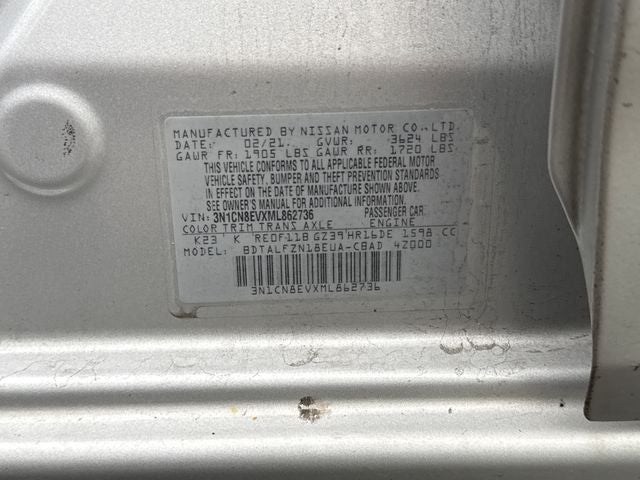 MANUFACTURED BY NISSAN MOTOR CO.,LTD.
DATE: 02/21 GVWR: 3624 LBS
GAWR FR: 1905 LBS GAWR RR: 1720 LBS
THIS VEHICLE CONFORMS TO ALL APPLICABLE FEDERAL MOTOR
VEHICLE SAFETY, BUMPER AND THEFT PREVENTION STANDARDS
IN EFFECT ON THE DATE OF MANUFACTURE SHOWN ABOVE.
SEE OWNER'S MANUAL FOR ADDITIONAL INFORMATION
VIN: 3N1CN8EVXML862736 PASSENGER CAR
COLOR TRIM TRANS AXLE ENGINE
K23 K RE0F11B GZ39 HR16DE 1598 CC
MODEL: BDTALFZN18EUA-CBAD 4Z000
3N1CN8EVXML862736